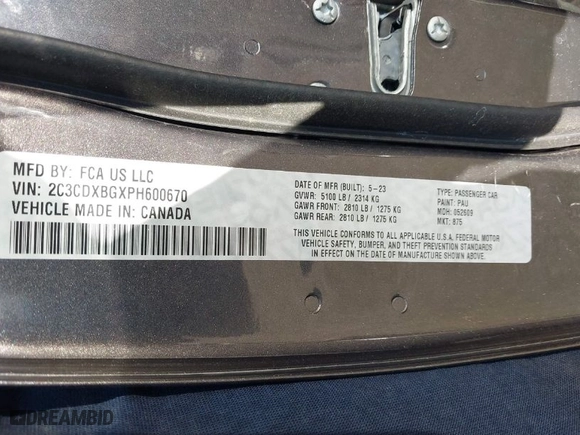 MFD BY: FCA US LLC
VIN: 2C3CDXBGXPH600670
VEHICLE MADE IN: CANADA
DATE OF MFR (BUILT): 5-23
GVWR: 5100 LB / 2314 KG
GAWR FRONT: 2810 LB / 1275 KG
GAWR REAR: 2810 LB / 1275 KG
TYPE: PASSENGER CAR
PAINT: PAU
MDH: 052609
MKT: 875
THIS VEHICLE CONFORMS TO ALL APPLICABLE U.S.A. FEDERAL MOTOR
VEHICLE SAFETY, BUMPER, AND THEFT PREVENTION STANDARDS
IN EFFECT ON THE DATE OF MANUFACTURE SHOWN ABOVE.
DREAMBID